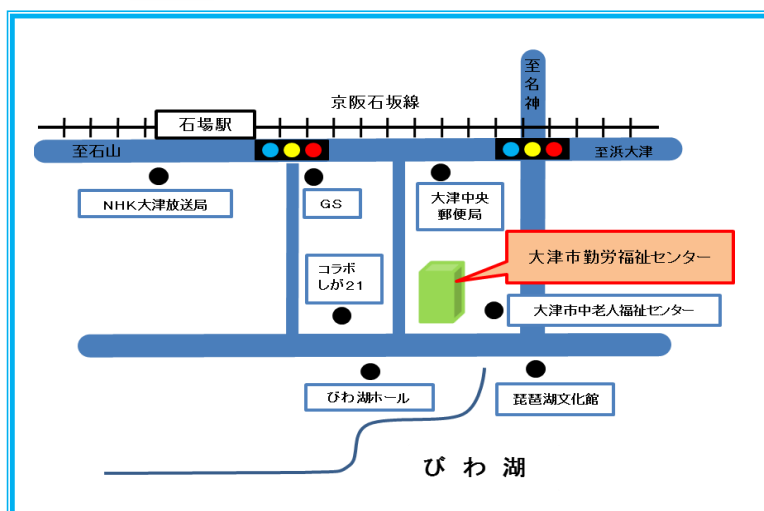 至
名
神
京阪石坂線
石場駅
至石山
至浜大津
NHK大津放送局
GS
大津中央
郵便局
大津市勤労福祉センター
コラボ
しが21
大津市中老人福祉センター
びわ湖ホール
琵琶湖文化館
びわ湖